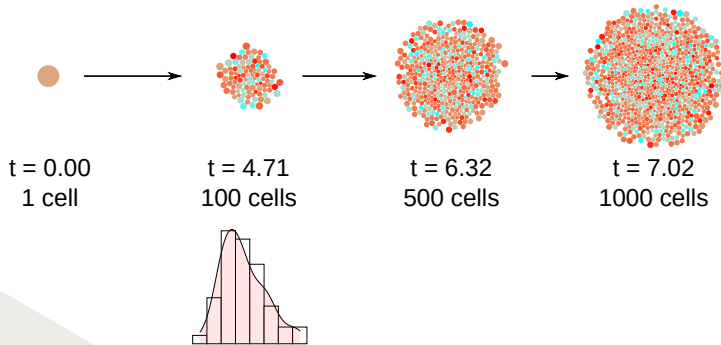 t = 0.00
1 cell
t = 4.71
100 cells
t = 6.32
500 cells
t = 7.02
1000 cells